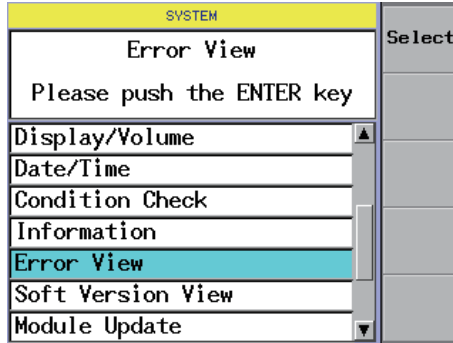 SYSTEM
Error View
Please push the ENTER key
Select
Display/Volume
Date/Time
Condition Check
Information
Error View
Soft Version View
Module Update